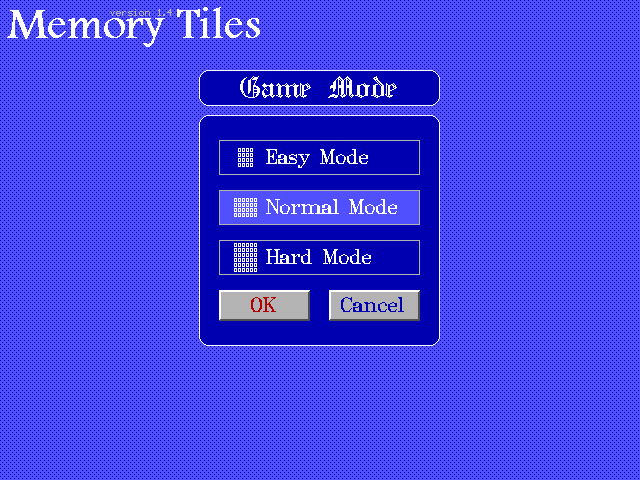 version 1.4
Memory Tiles
Game Mode
Easy Mode
Normal Mode
Hard Mode
OK
Cancel